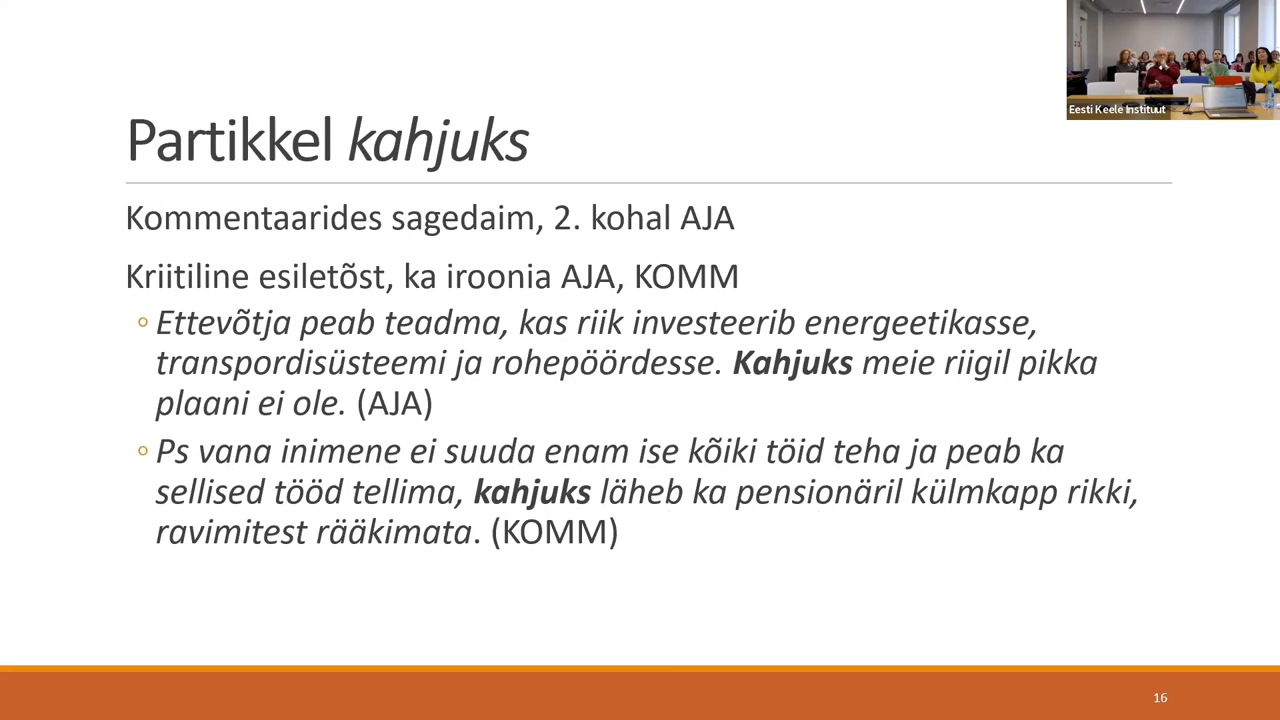 Eesti Keele Instituut
Partikkel kahjuks
Kommentaarides sagedaim, 2. kohal AJA
Kriitiline esiletõst, ka iroonia AJA, KOMM
◦ Ettevõtja peab teadma, kas riik investeerib energeetikasse,
transpordisüsteemi ja rohepöördesse. Kahjuks meie riigil pikka
plaani ei ole. (AJA)
◦ Ps vana inimene ei suuda enam ise kõiki töid teha ja peab ka
sellised tööd tellima, kahjuks läheb ka pensionäril külmkapp rikki,
ravimitest rääkimata. (KOMM)
16